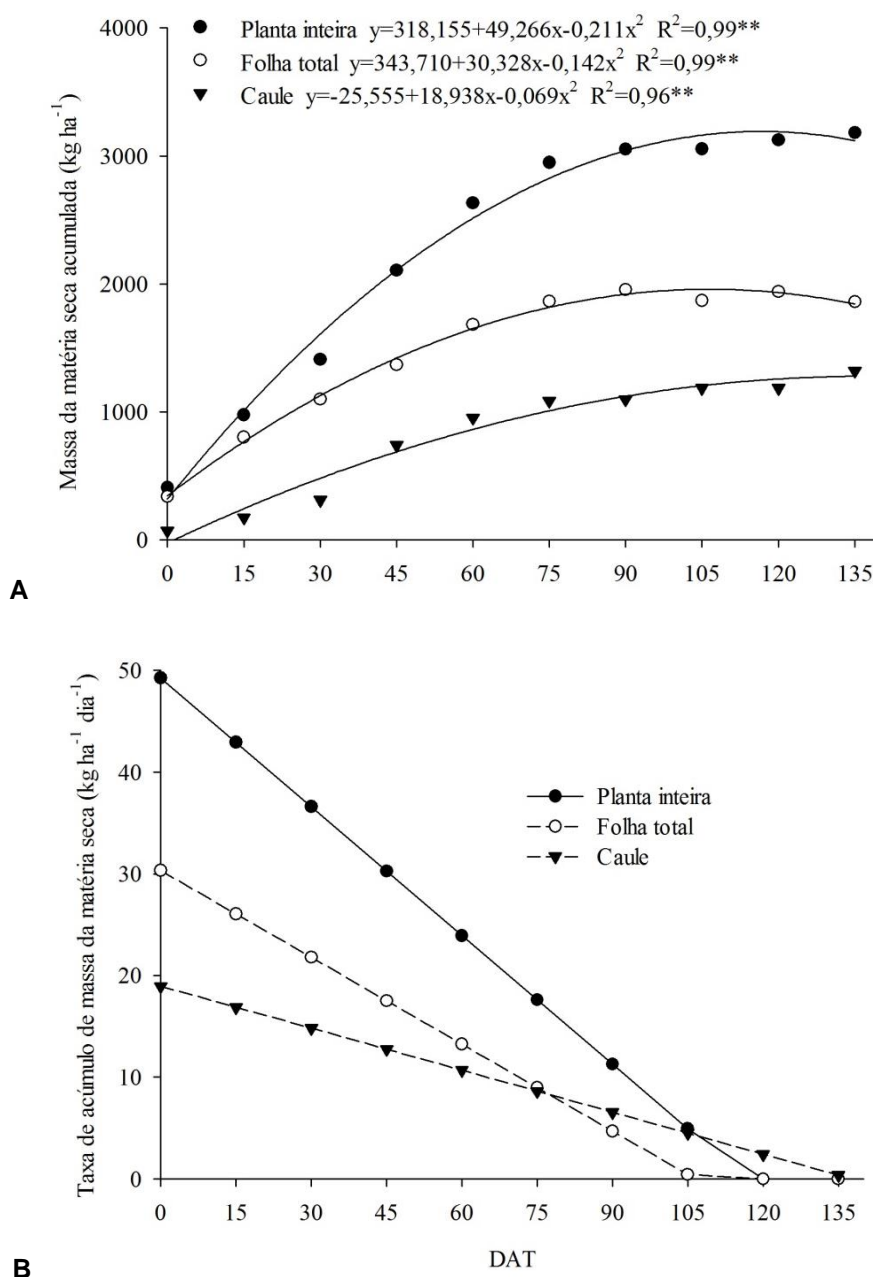 Planta inteira y=318,155+49,266x-0,211x² R²=0,99**
Folha total y=343,710+30,328x-0,142x² R²=0,99**
Caule y=-25,555+18,938x-0,069x² R²=0,96**
Massa da matéria seca acumulada (kg ha⁻¹)
4000
3000
2000
1000
0
0 15 30 45 60 75 90 105 120 135
A
Taxa de acúmulo de massa da matéria seca (kg ha⁻¹ dia⁻¹)
50
40
30
20
10
0
Planta inteira
Folha total
Caule
0 15 30 45 60 75 90 105 120 135
DAT
B